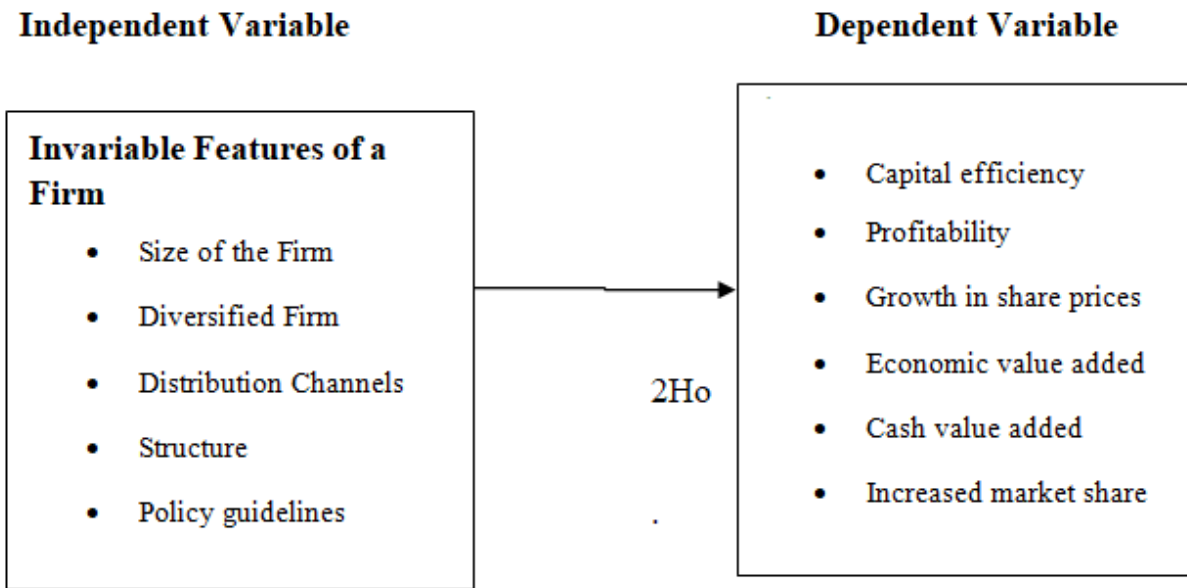 Independent Variable
Dependent Variable
Invariable Features of a
Firm
• Size of the Firm
• Diversified Firm
• Distribution Channels
• Structure
• Policy guidelines
2Ho
.
• Capital efficiency
• Profitability
• Growth in share prices
• Economic value added
• Cash value added
• Increased market share